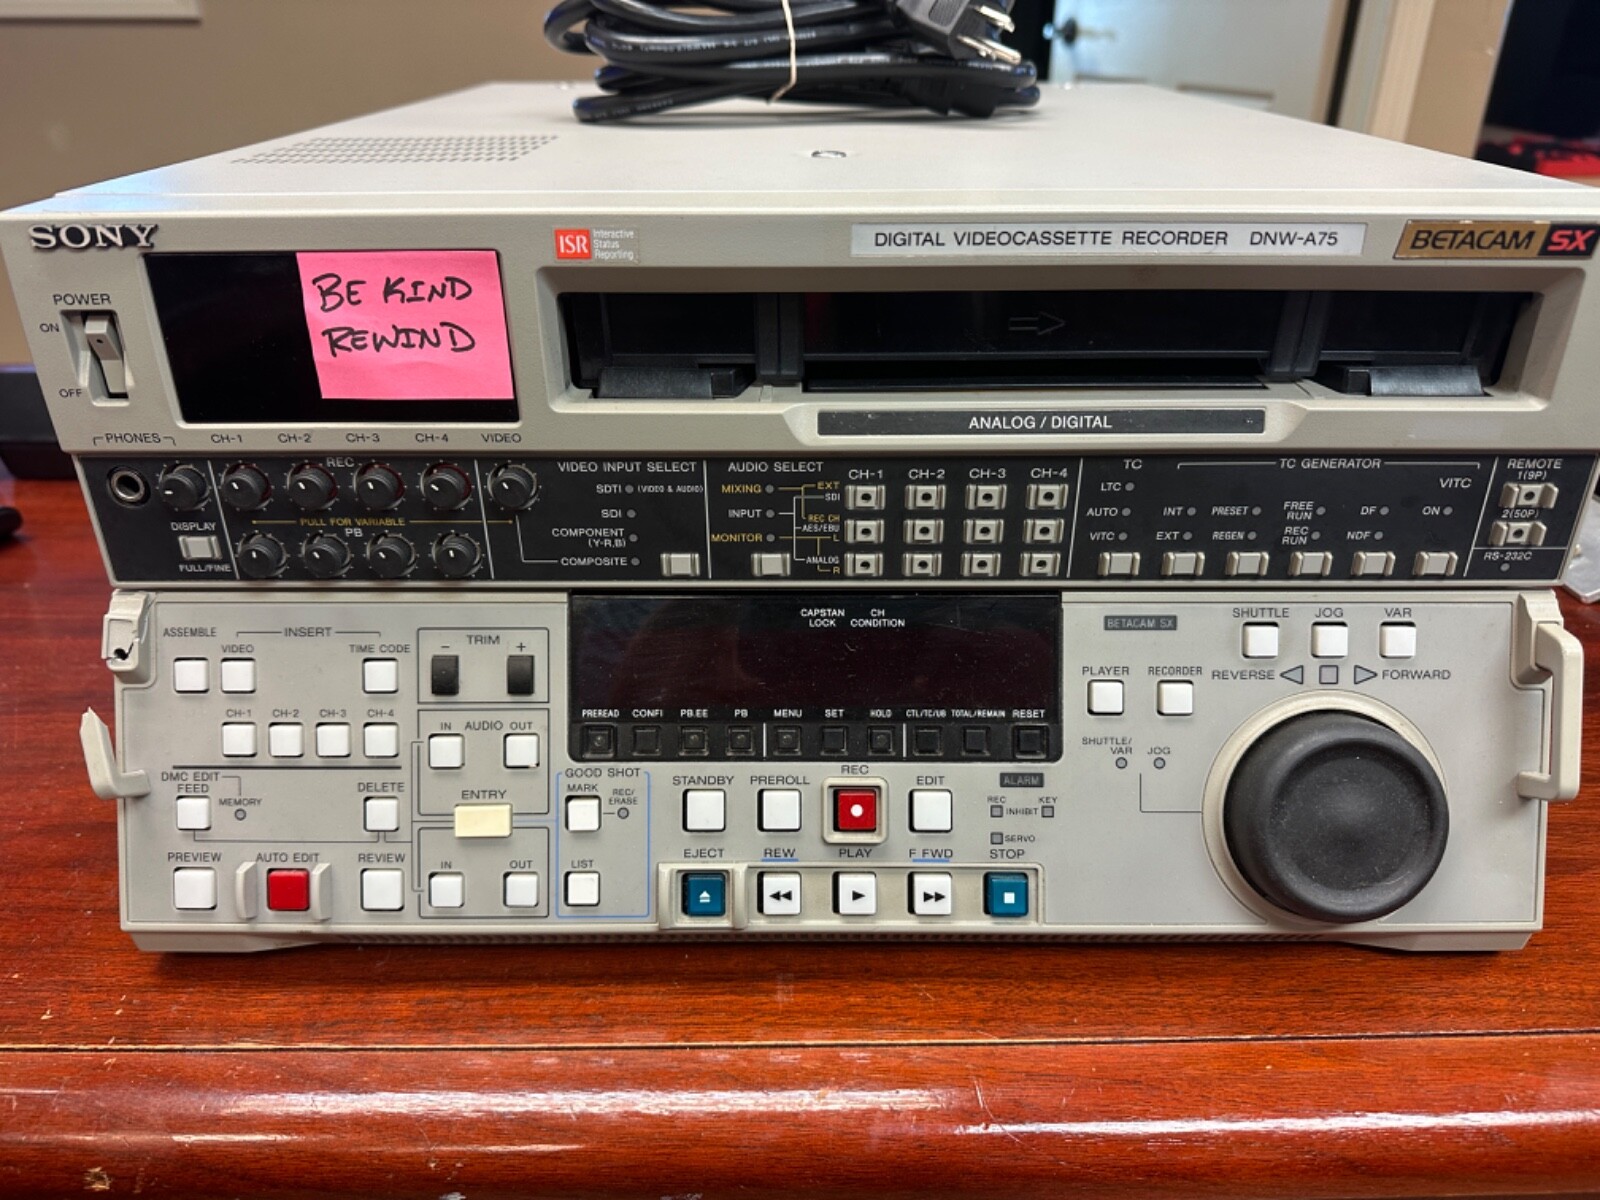 SONY
ISR Interactive
Status
Reporting
DIGITAL VIDEOCASSETTE RECORDER DNW-A75
BETACAM SX
POWER
ON
OFF
BE KIND
REWIND
ANALOG / DIGITAL
PHONES
CH-1 CH-2 CH-3 CH-4 VIDEO
REC
PULL FOR VARIABLE
PB
DISPLAY
FULL/FINE
VIDEO INPUT SELECT
SDTI (VIDEO & AUDIO)
SDI
COMPONENT
(Y-R,B)
COMPOSITE
AUDIO SELECT
MIXING
INPUT
MONITOR
EXT
SDI
REC CH
AES/EBU
L
ANALOG
R
CH-1 CH-2 CH-3 CH-4
TC
LTC
AUTO
VITC
TC GENERATOR
VITC
INT PRESET FREE
RUN DF ON
EXT REGEN REC
RUN NDF
REMOTE
1(9P)
2(50P)
RS-232C
ASSEMBLE
INSERT
VIDEO TIME CODE
CH-1 CH-2 CH-3 CH-4
DMC EDIT
FEED
MEMORY
DELETE
PREVIEW AUTO EDIT REVIEW
TRIM
- +
IN AUDIO OUT
ENTRY
IN OUT
GOOD SHOT
MARK
REC/
ERASE
LIST
CAPSTAN
LOCK
CH
CONDITION
PREREAD CONFI PB.EE PB MENU SET HOLD CTL/TC/UB TOTAL/REMAIN RESET
STANDBY PREROLL REC EDIT
ALARM
REC INHIBIT KEY
SERVO
EJECT REW PLAY F FWD STOP
BETACAM SX
SHUTTLE JOG VAR
PLAYER RECORDER
REVERSE FORWARD
SHUTTLE/
VAR JOG